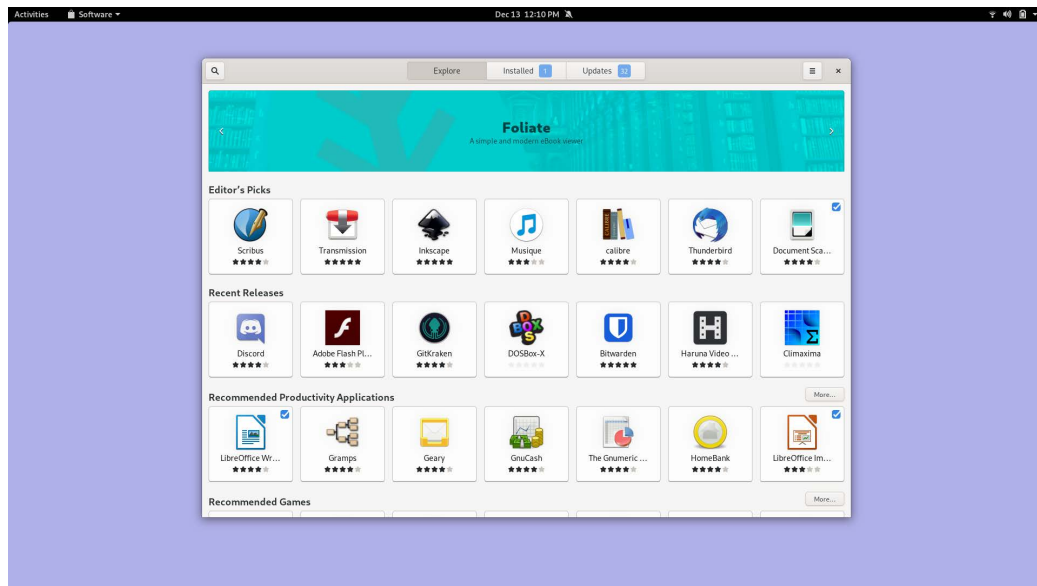 Activities Software Dec 13 12:10 PM
Explore Installed 1 Updates 32
Foliate
A simple and modern eBook viewer
Editor's Picks
Scribus Transmission Inkscape Musique calibre Thunderbird Document Sca...
Recent Releases
Discord Adobe Flash Pl... GitKraken DOSBox-X Bitwarden Haruna Video ... Climaxima
Recommended Productivity Applications More...
LibreOffice Wr... Gramps Geary GnuCash The Gnumeric ... HomeBank LibreOffice Im...
Recommended Games More...